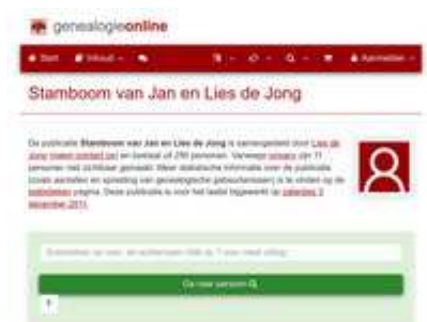 genealogieonline
Start Inhoud Aanmelden
Stamboom van Jan en Lies de Jong
De publicatie Stamboom van Jan en Lies de Jong is samengesteld door Lies de
Jong (neem contact op) en bestaat uit 250 personen. Vanwege privacy zijn 11
personen niet zichtbaar gemaakt. Meer statistische informatie over de publicatie
(zoals aantallen en spreiding van genealogische gebeurtenissen) is te vinden op de
statistieken pagina. Deze publicatie is voor het laatst bijgewerkt op zaterdag 3
december 2011.
Ga naar persoon